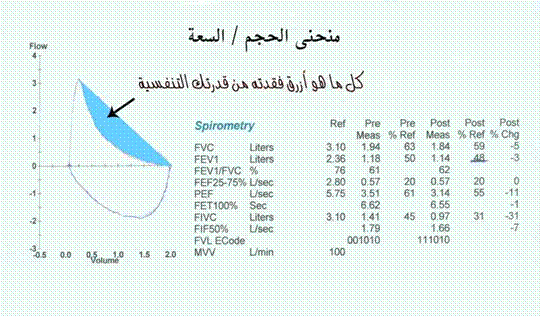 منحنى الحجم / السعة
Flow
كل ما هو أزرق فقدته من قدرتك التنفسية
4
3
2
1
0
-1
-2
-3
-0.5 0.0 0.5 1.0 1.5 2.0
Volume
Spirometry Ref Pre Meas Pre % Ref Post Meas Post % Ref Post % Chg
FVC Liters 3.10 1.94 63 1.84 59 -5
FEV1 Liters 2.36 1.18 50 1.14 48 -3
FEV1/FVC % 76 61 62
FEF25-75% L/sec 2.80 0.57 20 0.57 20 0
PEF L/sec 5.75 3.51 61 3.14 55 -11
FET100% Sec 6.62 6.55 -1
FIVC Liters 3.10 1.41 45 0.97 31 -31
FIF50% L/sec 1.79 1.66 -7
FVL ECode 001010 111010
MVV L/min 100